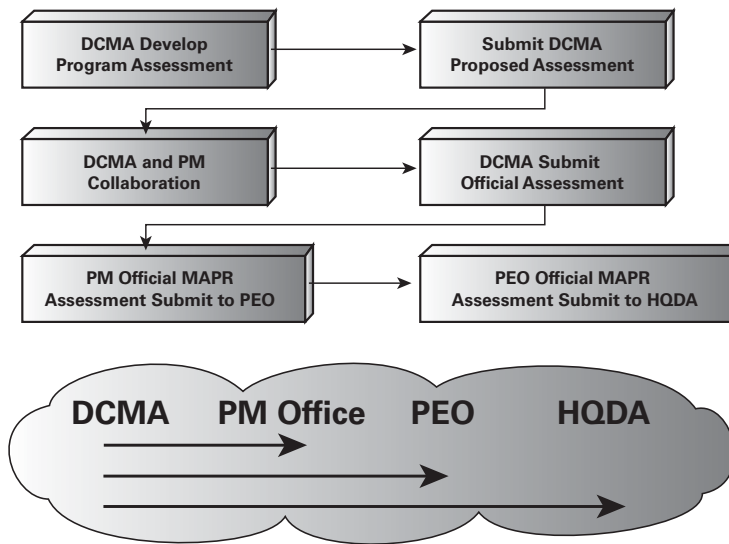 DCMA Develop
Program Assessment
Submit DCMA
Proposed Assessment
DCMA and PM
Collaboration
DCMA Submit
Official Assessment
PM Official MAPR
Assessment Submit to PEO
PEO Official MAPR
Assessment Submit to HQDA
DCMA PM Office PEO HQDA